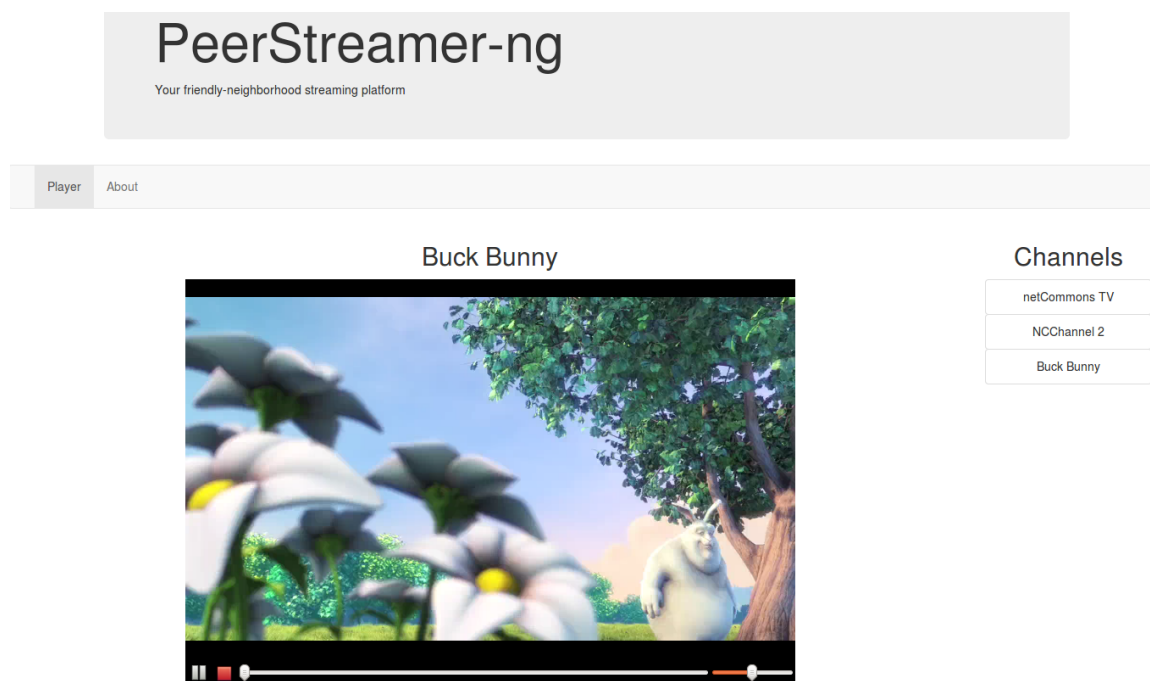 PeerStreamer-ng
Your friendly-neighborhood streaming platform
Player About
Buck Bunny
Channels
netCommons TV
NCChannel 2
Buck Bunny